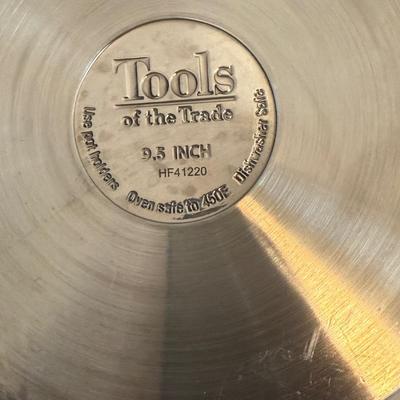 Tools
of the Trade
9.5 INCH
HF41220
Use pot holders
Oven safe to 450F
Dishwasher Safe